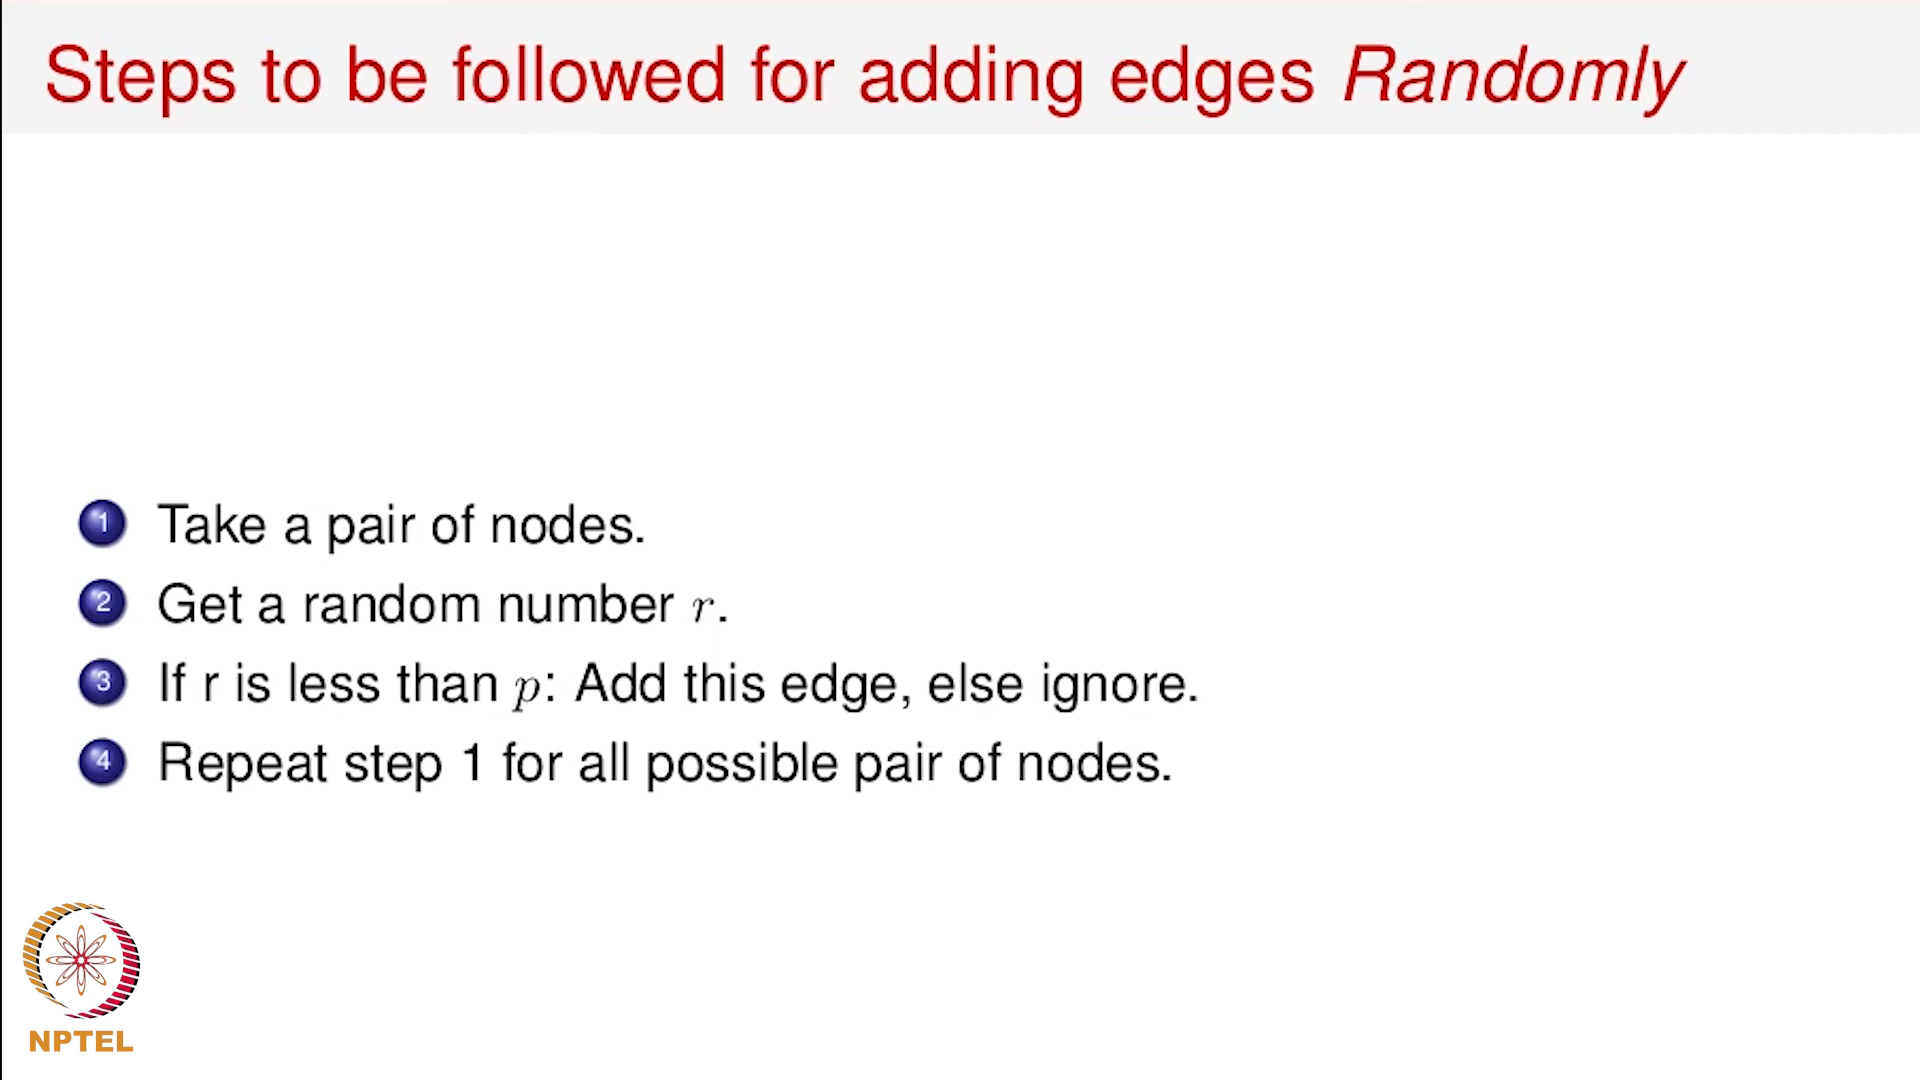 Steps to be followed for adding edges Randomly
1 Take a pair of nodes.
2 Get a random number r.
3 If r is less than p: Add this edge, else ignore.
4 Repeat step 1 for all possible pair of nodes.
NPTEL